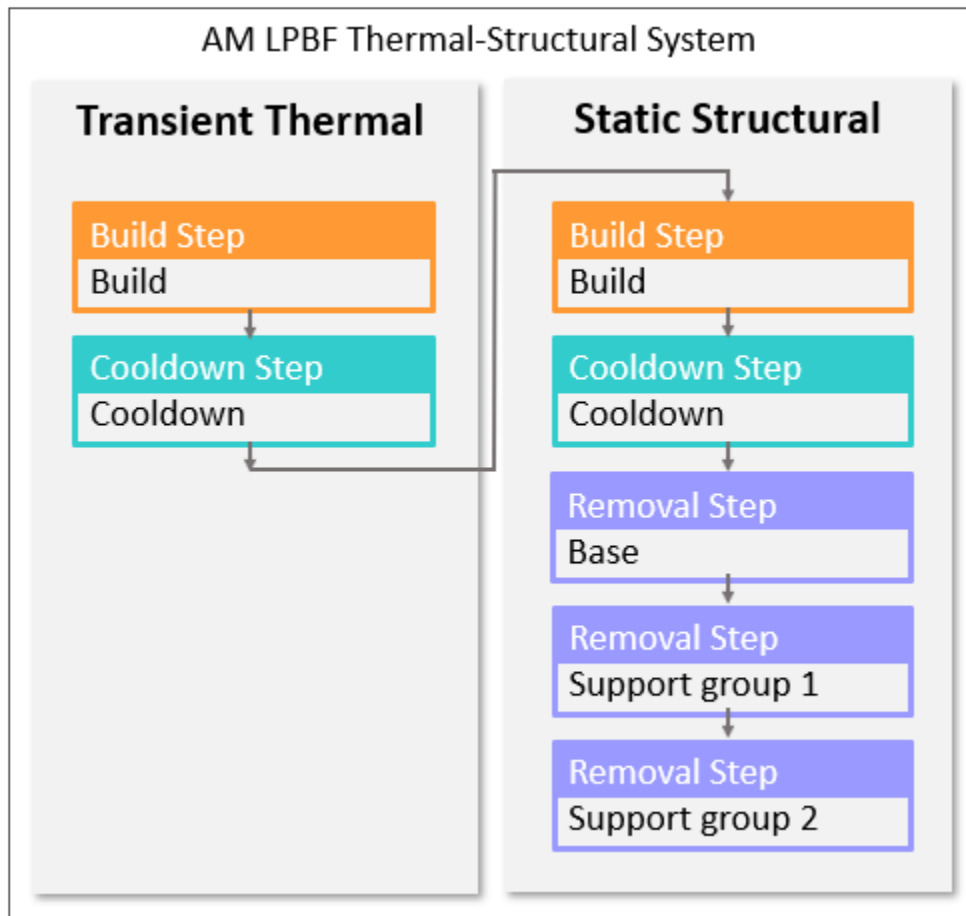 AM LPBF Thermal-Structural System
Transient Thermal
Build Step
Build
Cooldown Step
Cooldown
Static Structural
Build Step
Build
Cooldown Step
Cooldown
Removal Step
Base
Removal Step
Support group 1
Removal Step
Support group 2